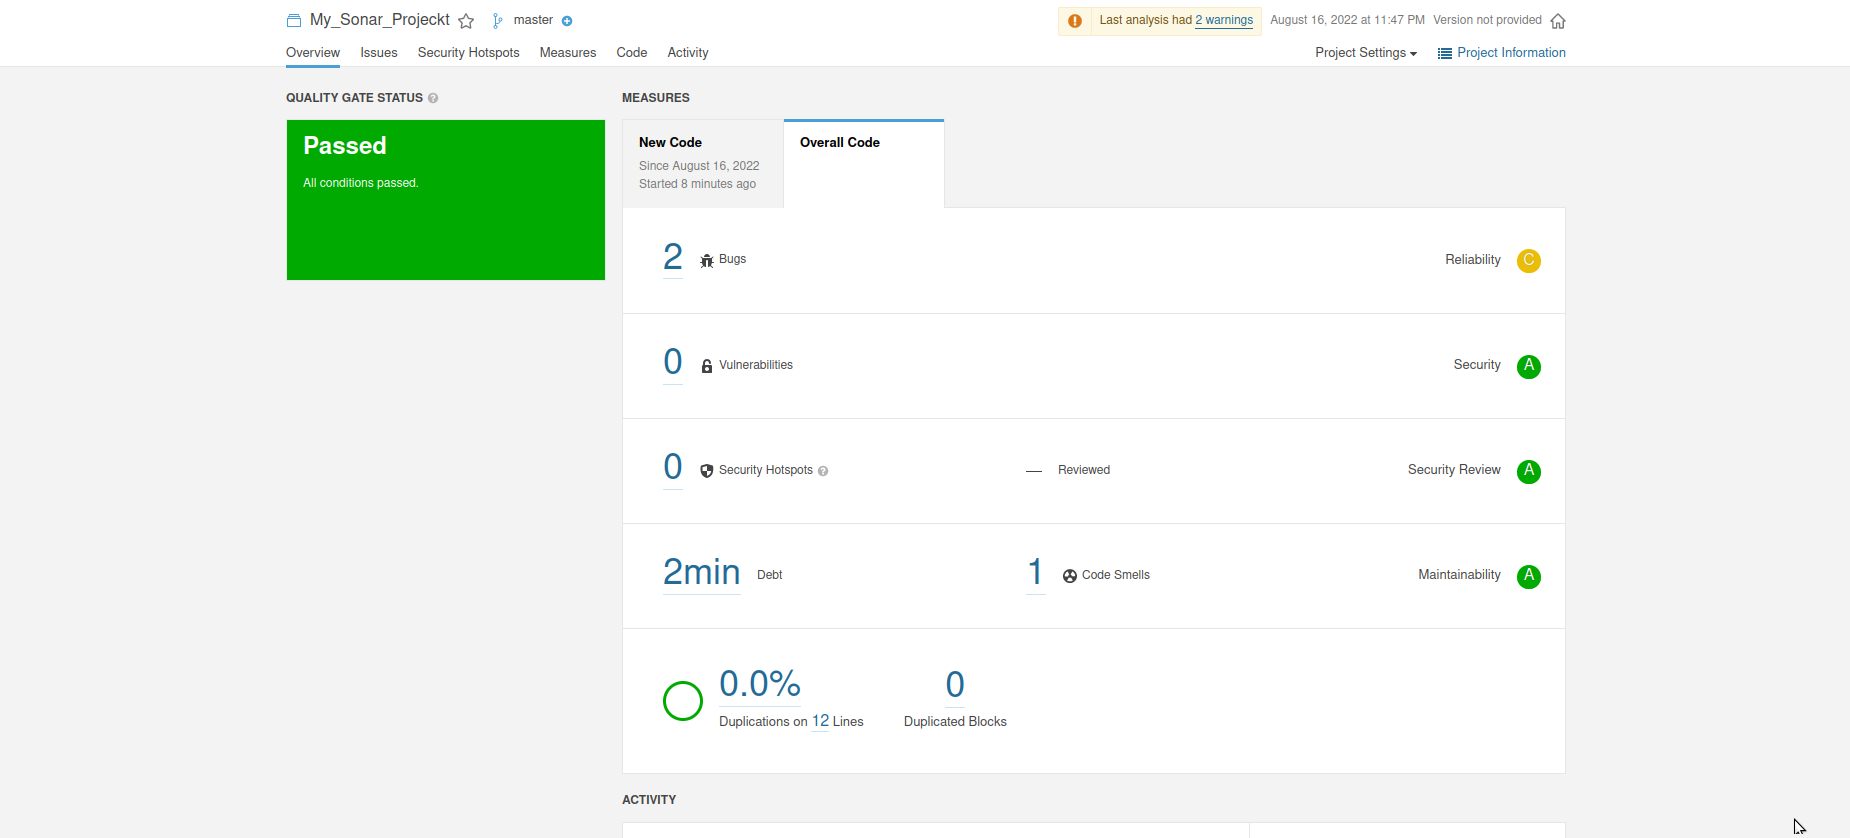 My_Sonar_Projeckt master
Last analysis had 2 warnings August 16, 2022 at 11:47 PM Version not provided
Overview Issues Security Hotspots Measures Code Activity
Project Settings Project Information
QUALITY GATE STATUS ?
Passed
All conditions passed.
MEASURES
New Code
Since August 16, 2022
Started 8 minutes ago
Overall Code
2 Bugs Reliability C
0 Vulnerabilities Security A
0 Security Hotspots ? — Reviewed Security Review A
2min Debt 1 Code Smells Maintainability A
0.0%
Duplications on 12 Lines
0
Duplicated Blocks
ACTIVITY